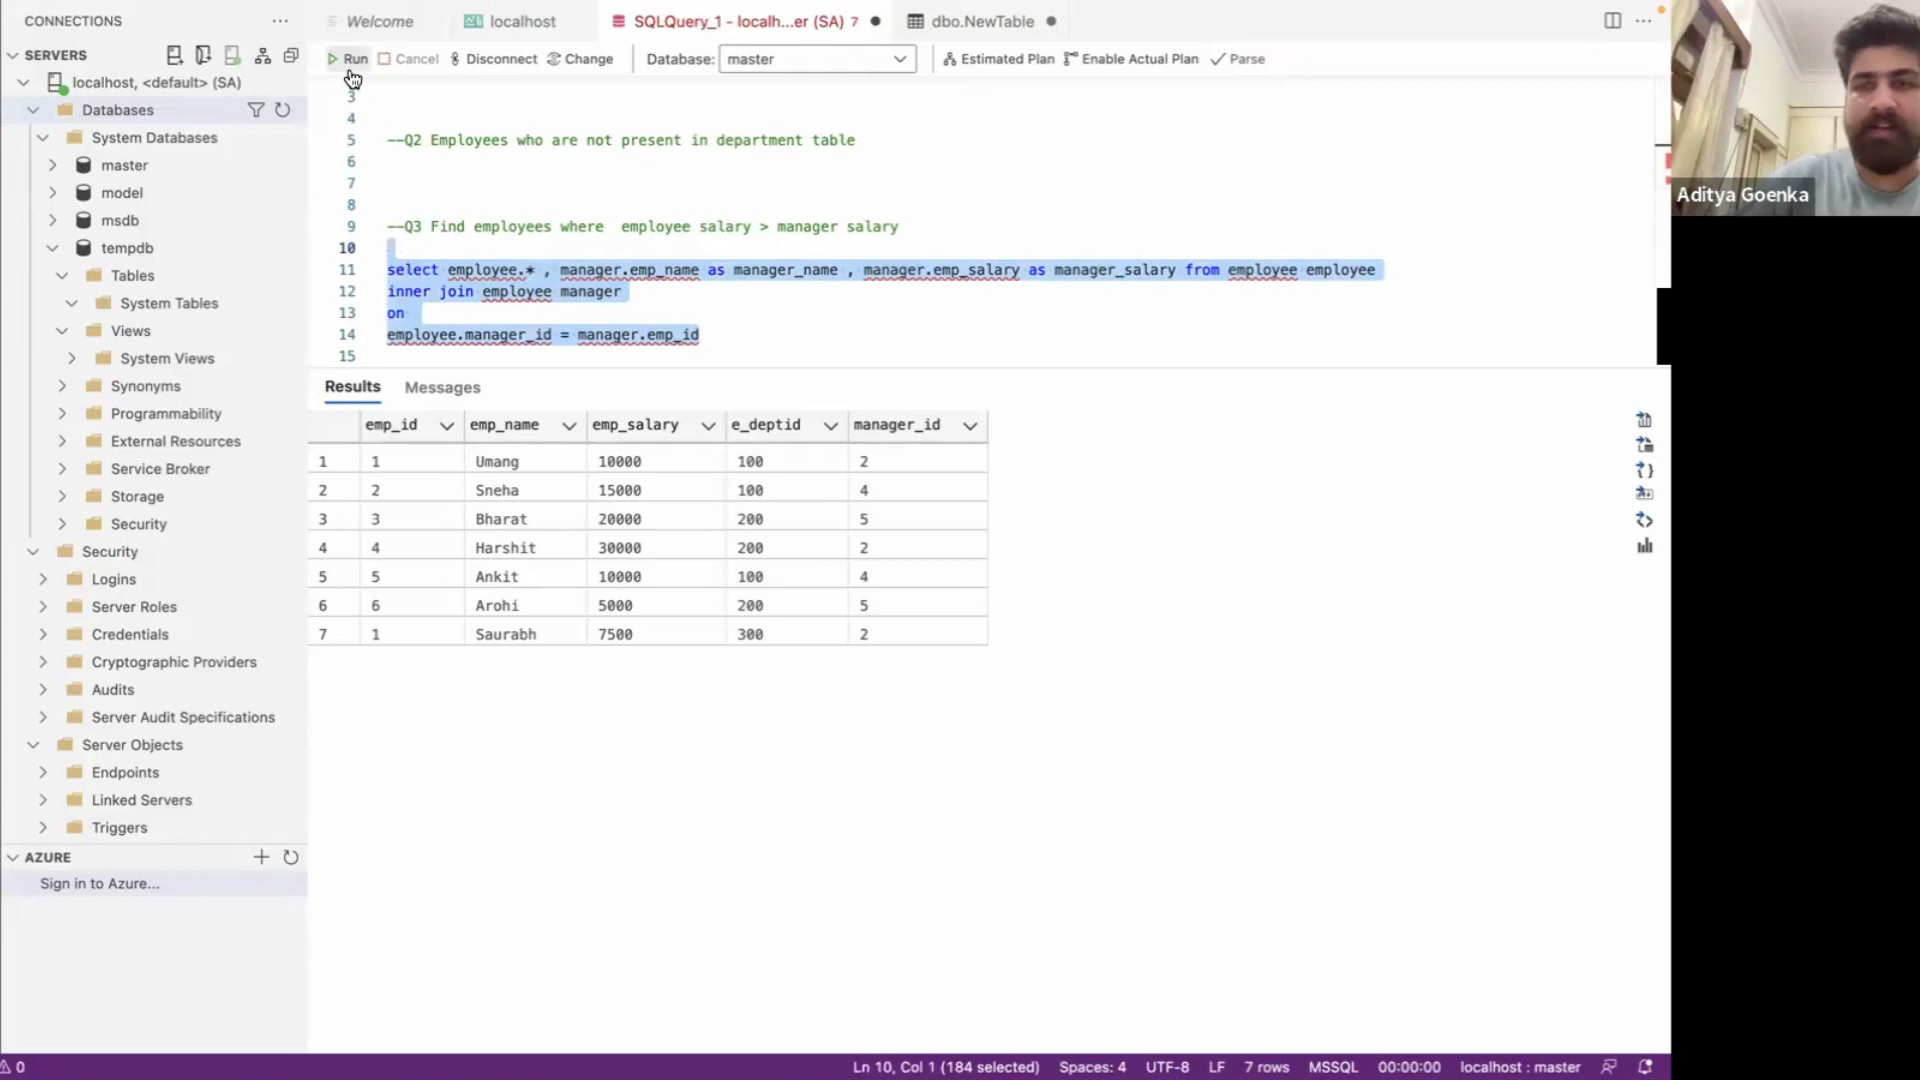 CONNECTIONS ···
Welcome localhost SQLQuery_1 - localh...er (SA) 7 dbo.NewTable
SERVERS
Run Cancel Disconnect Change Database: master Estimated Plan Enable Actual Plan Parse
localhost, <default> (SA)
Databases
System Databases
master
model
msdb
tempdb
Tables
System Tables
Views
System Views
Synonyms
Programmability
External Resources
Service Broker
Storage
Security
Security
Logins
Server Roles
Credentials
Cryptographic Providers
Audits
Server Audit Specifications
Server Objects
Endpoints
Linked Servers
Triggers
AZURE
Sign in to Azure...
3
4
5 --Q2 Employees who are not present in department table
6
7
8
9 --Q3 Find employees where employee salary > manager salary
10
11 select employee.* , manager.emp_name as manager_name , manager.emp_salary as manager_salary from employee employee
12 inner join employee manager
13 on
14 employee.manager_id = manager.emp_id
15
Results Messages
emp_id emp_name emp_salary e_deptid manager_id
1 1 Umang 10000 100 2
2 2 Sneha 15000 100 4
3 3 Bharat 20000 200 5
4 4 Harshit 30000 200 2
5 5 Ankit 10000 100 4
6 6 Arohi 5000 200 5
7 1 Saurabh 7500 300 2
Aditya Goenka
0 Ln 10, Col 1 (184 selected) Spaces: 4 UTF-8 LF 7 rows MSSQL 00:00:00 localhost : master